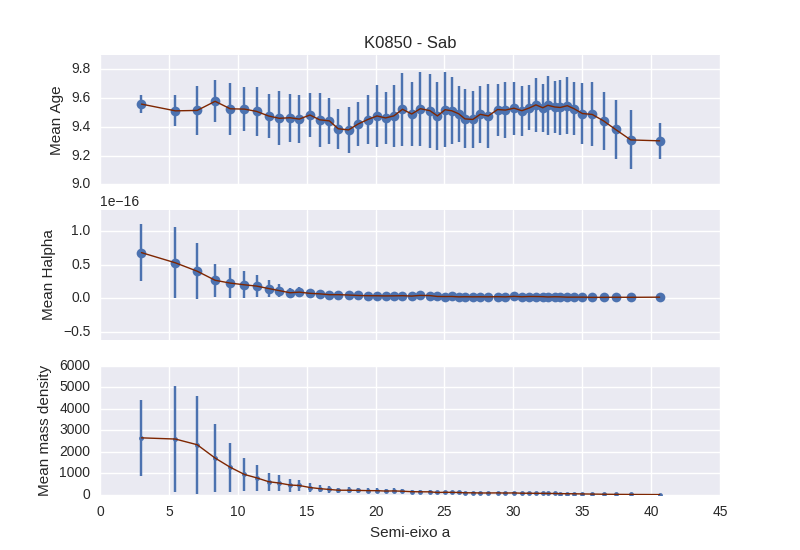 K0850 - Sab
9.8
9.6
9.4
9.2
9.0
Mean Age
1e−16
1.0
0.5
0.0
−0.5
Mean Halpha
6000
5000
4000
3000
2000
1000
0
Mean mass density
0 5 10 15 20 25 30 35 40 45
Semi-eixo a